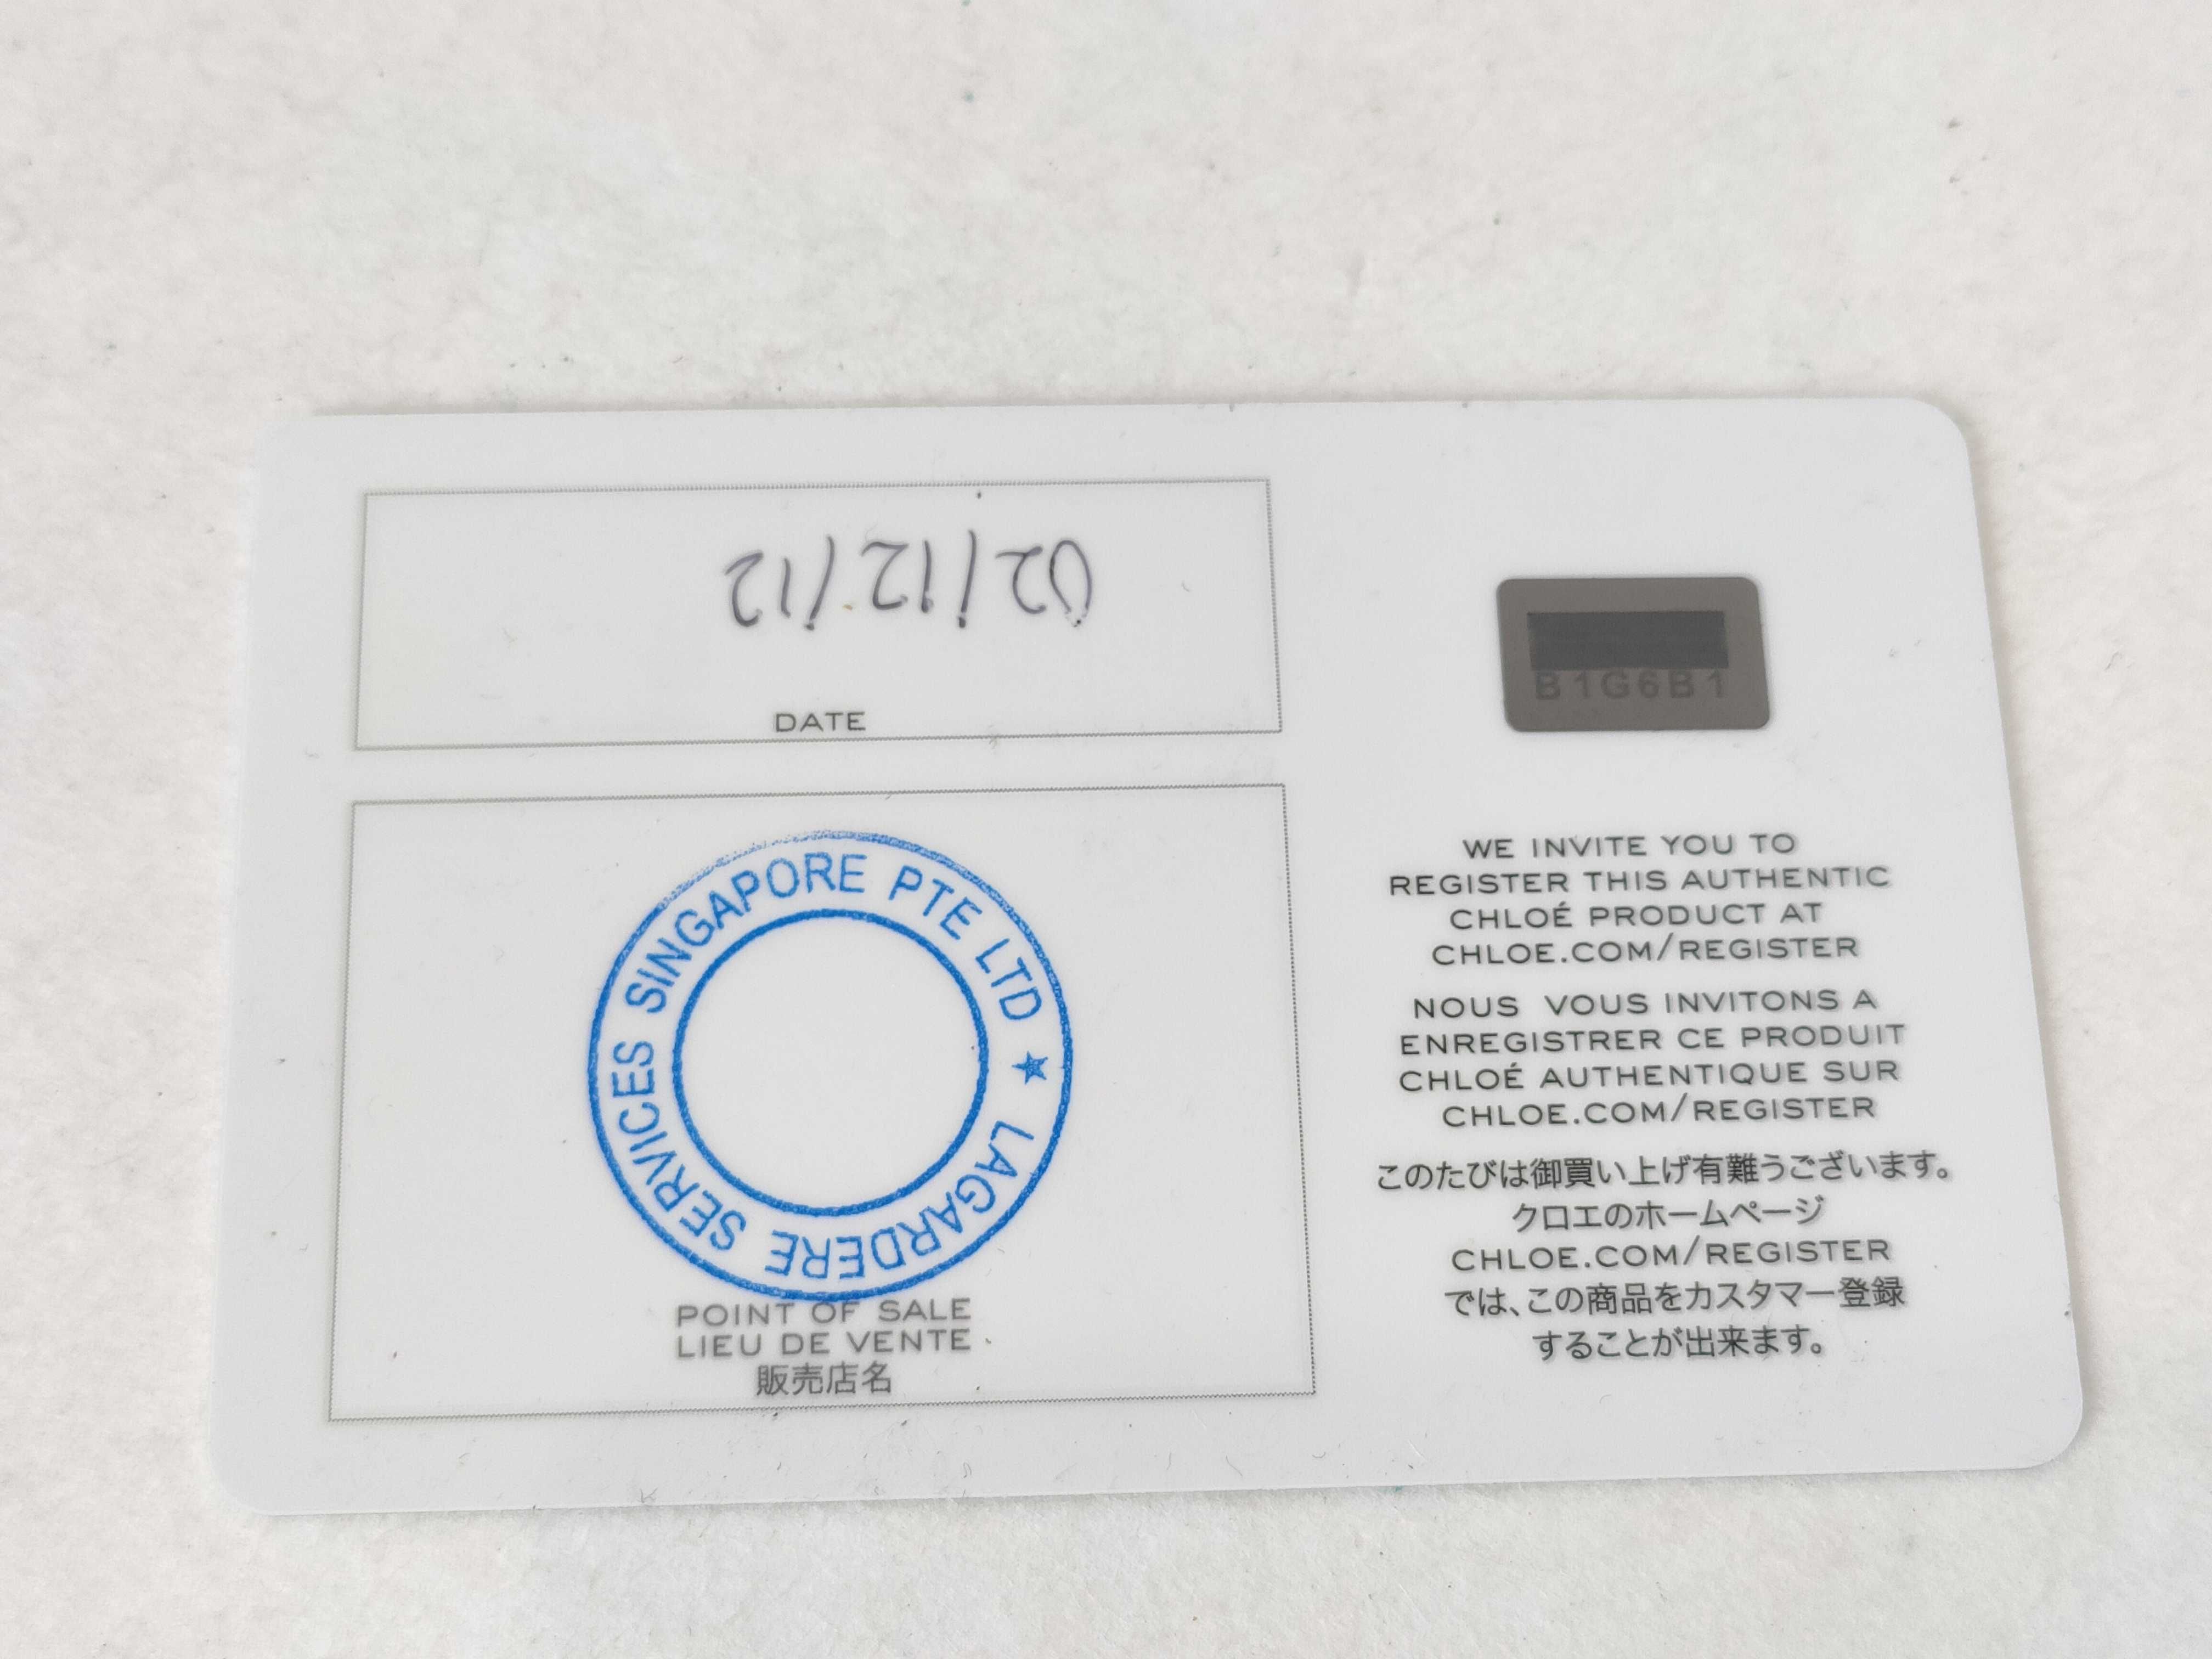 02/12/12
DATE
B1G6B1
LAGARDERE SERVICES SINGAPORE PTE LTD ★
POINT OF SALE
LIEU DE VENTE
販売店名
WE INVITE YOU TO
REGISTER THIS AUTHENTIC
CHLOÉ PRODUCT AT
CHLOE.COM/REGISTER
NOUS VOUS INVITONS A
ENREGISTRER CE PRODUIT
CHLOÉ AUTHENTIQUE SUR
CHLOE.COM/REGISTER
このたびは御買い上げ有難うございます。
クロエのホームページ
CHLOE.COM/REGISTER
では、この商品をカスタマー登録
することが出来ます。